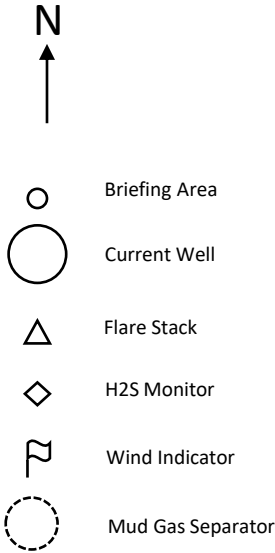 N
Briefing Area
Current Well
Flare Stack
H2S Monitor
Wind Indicator
Mud Gas Separator